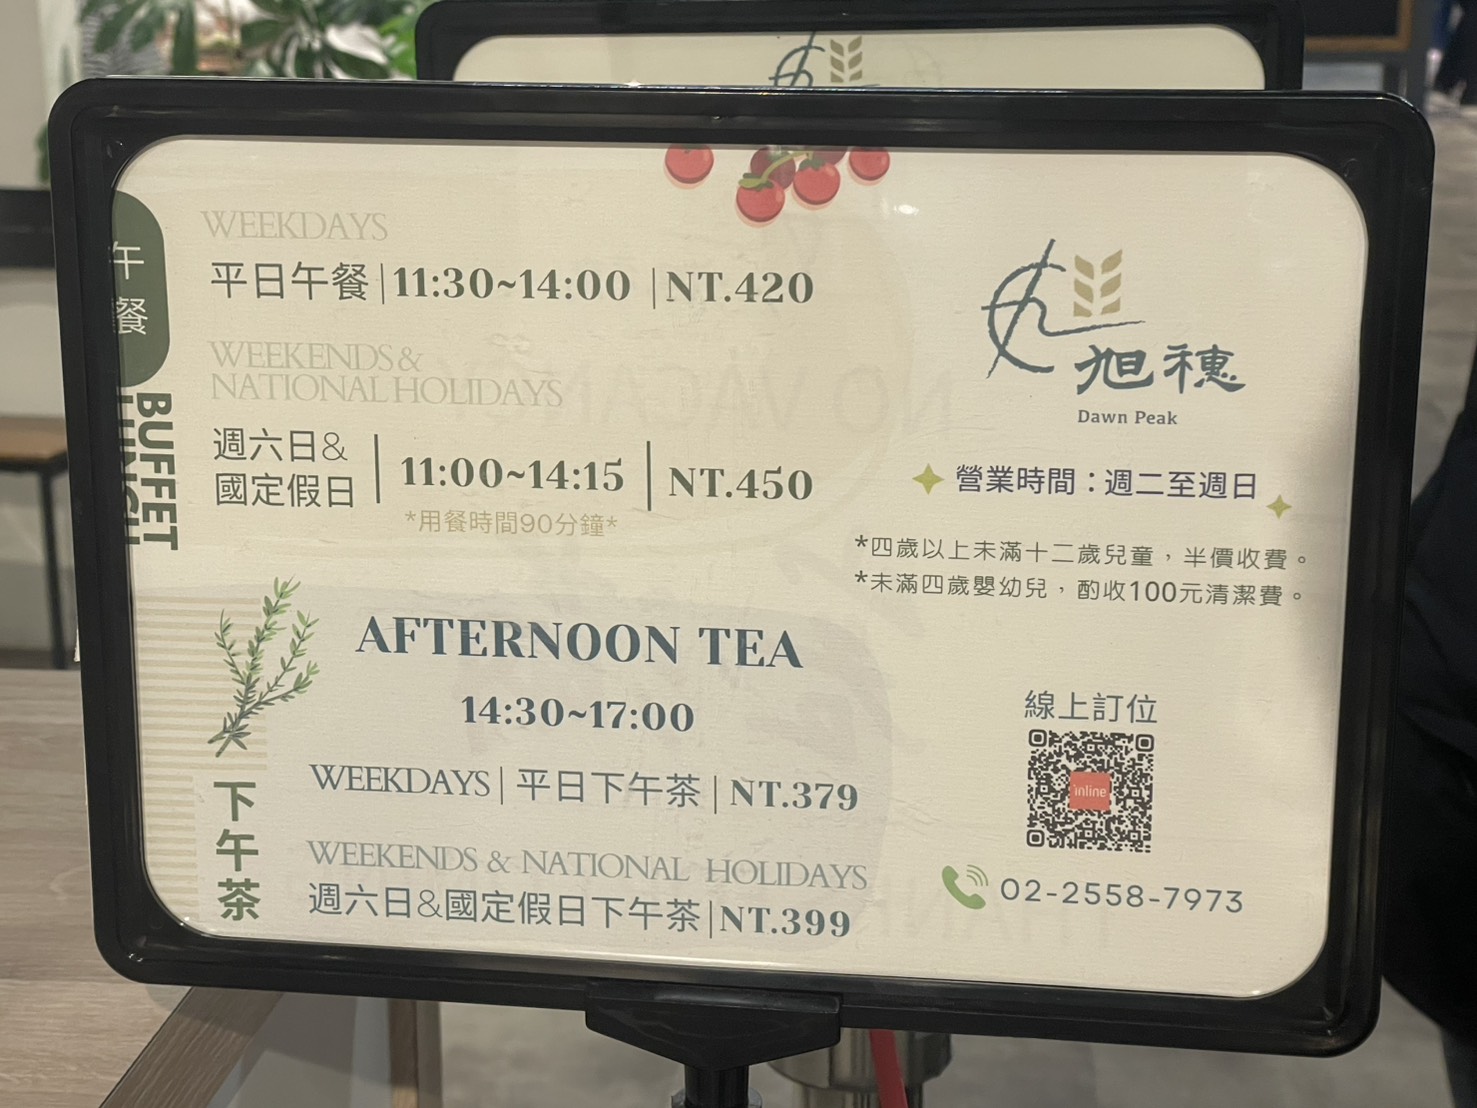 午餐
BUFFET
LUNCH
WEEKDAYS
平日午餐|11:30~14:00|NT.420
WEEKENDS&
NATIONAL HOLIDAYS
週六日&
國定假日
11:00~14:15|NT.450
*用餐時間90分鐘*
AFTERNOON TEA
14:30~17:00
下午茶
WEEKDAYS|平日下午茶|NT.379
WEEKENDS & NATIONAL HOLIDAYS
週六日&國定假日下午茶|NT.399
旭穗
Dawn Peak
營業時間：週二至週日
*四歲以上未滿十二歲兒童，半價收費。
*未滿四歲嬰幼兒，酌收100元清潔費。
線上訂位
inline
02-2558-7973